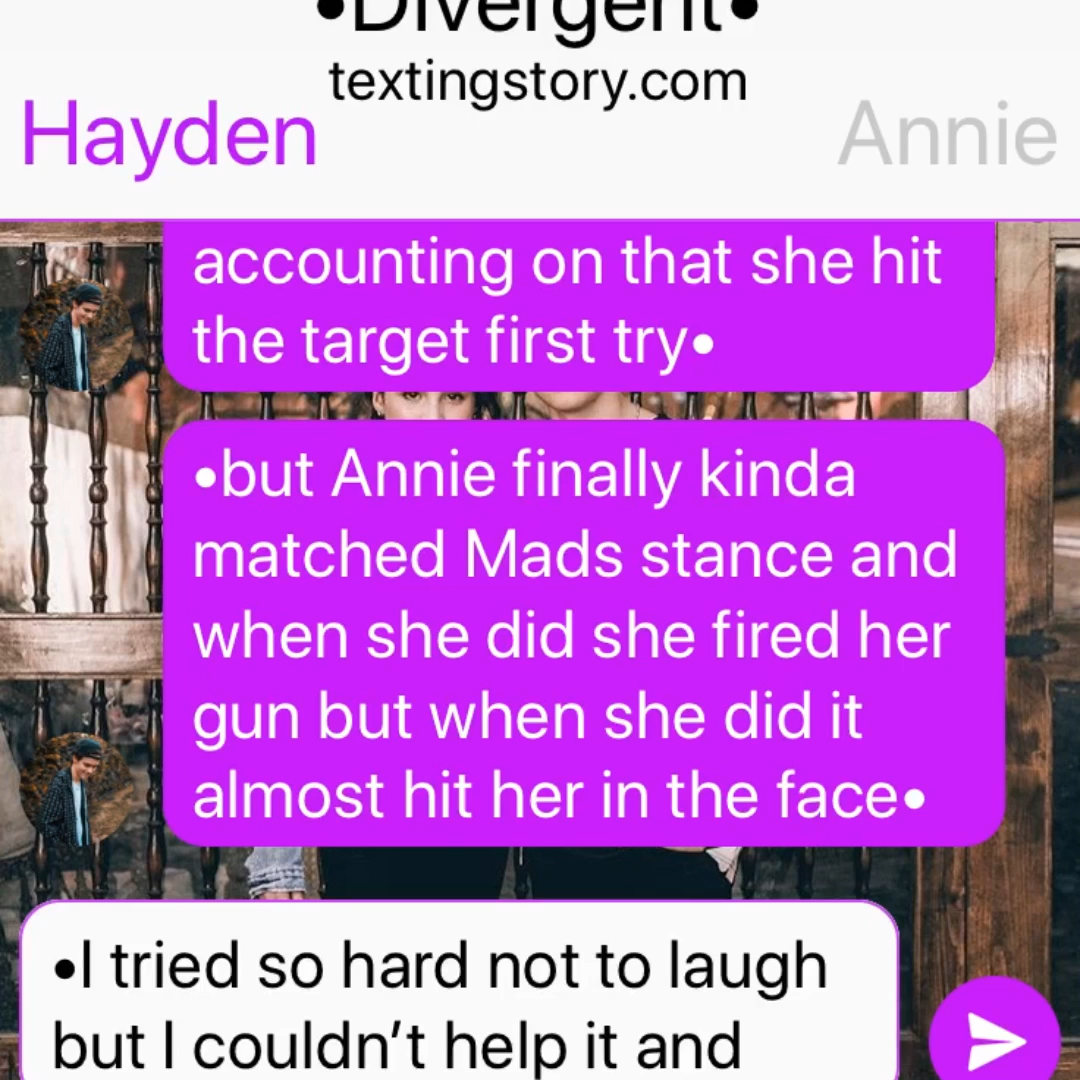 •Divergent•
textingstory.com
Hayden
Annie
accounting on that she hit
the target first try•
•but Annie finally kinda
matched Mads stance and
when she did she fired her
gun but when she did it
almost hit her in the face•
•I tried so hard not to laugh
but I couldn’t help it and